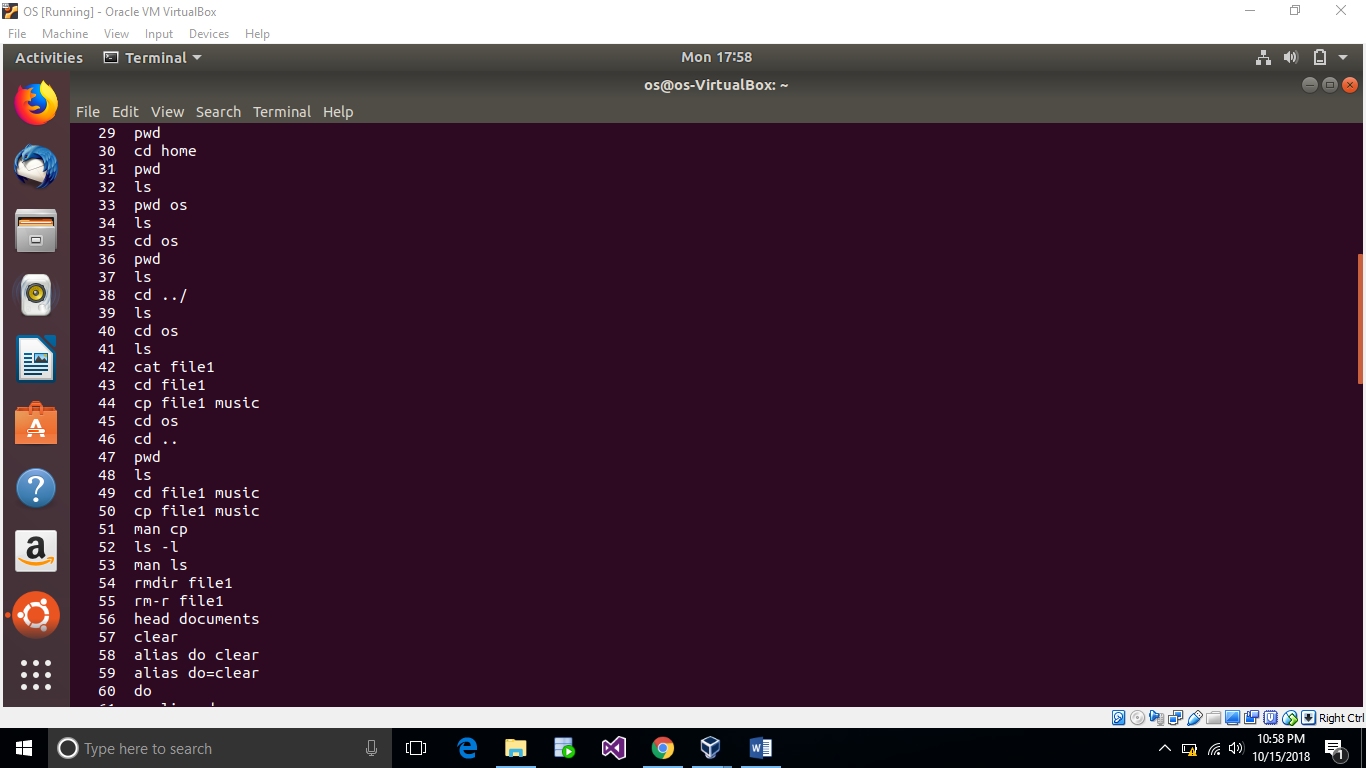 OS [Running] - Oracle VM VirtualBox
File Machine View Input Devices Help
Activities Terminal Mon 17:58
os@os-VirtualBox: ~
File Edit View Search Terminal Help
29 pwd
30 cd home
31 pwd
32 ls
33 pwd os
34 ls
35 cd os
36 pwd
37 ls
38 cd ../
39 ls
40 cd os
41 ls
42 cat file1
43 cd file1
44 cp file1 music
45 cd os
46 cd ..
47 pwd
48 ls
49 cd file1 music
50 cp file1 music
51 man cp
52 ls -l
53 man ls
54 rmdir file1
55 rm-r file1
56 head documents
57 clear
58 alias do clear
59 alias do=clear
60 do
Right Ctrl
Type here to search
10:58 PM
10/15/2018
1